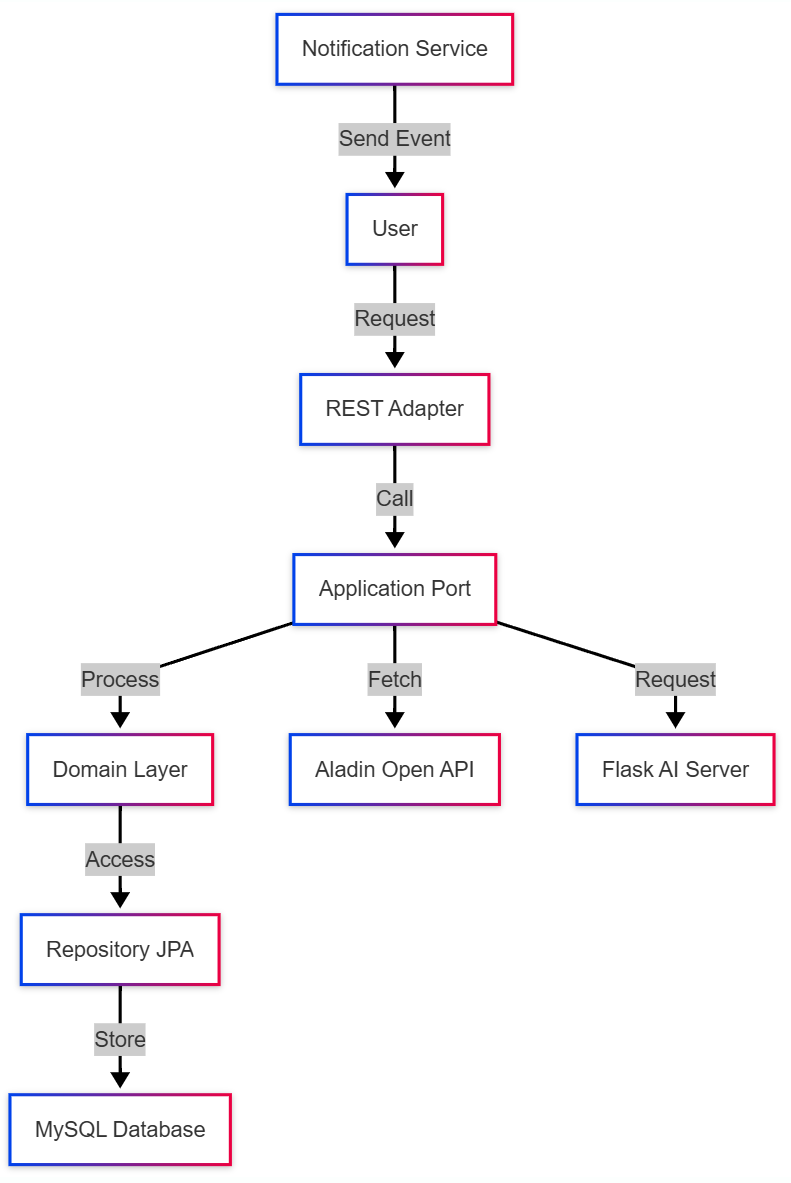 Notification Service
Send Event
User
Request
REST Adapter
Call
Application Port
Process
Fetch
Request
Domain Layer
Aladin Open API
Flask AI Server
Access
Repository JPA
Store
MySQL Database